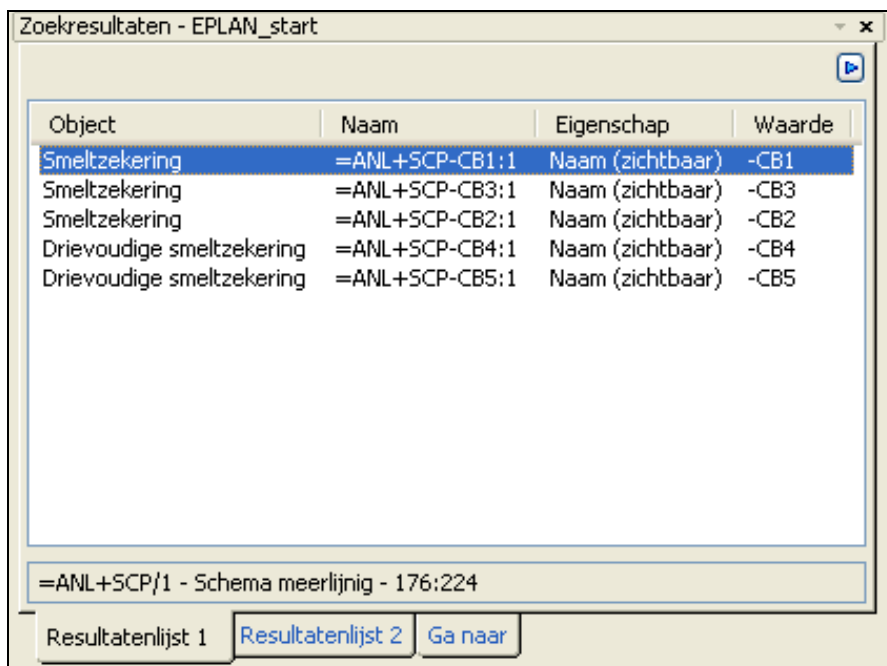 Zoekresultaten - EPLAN_start
Object Naam Eigenschap Waarde
Smeltzekering =ANL+SCP-CB1:1 Naam (zichtbaar) -CB1
Smeltzekering =ANL+SCP-CB3:1 Naam (zichtbaar) -CB3
Smeltzekering =ANL+SCP-CB2:1 Naam (zichtbaar) -CB2
Drievoudige smeltzekering =ANL+SCP-CB4:1 Naam (zichtbaar) -CB4
Drievoudige smeltzekering =ANL+SCP-CB5:1 Naam (zichtbaar) -CB5
=ANL+SCP/1 - Schema meerlijnig - 176:224
Resultatenlijst 1 Resultatenlijst 2 Ga naar